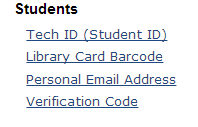 Students
Tech ID (Student ID)
Library Card Barcode
Personal Email Address
Verification Code